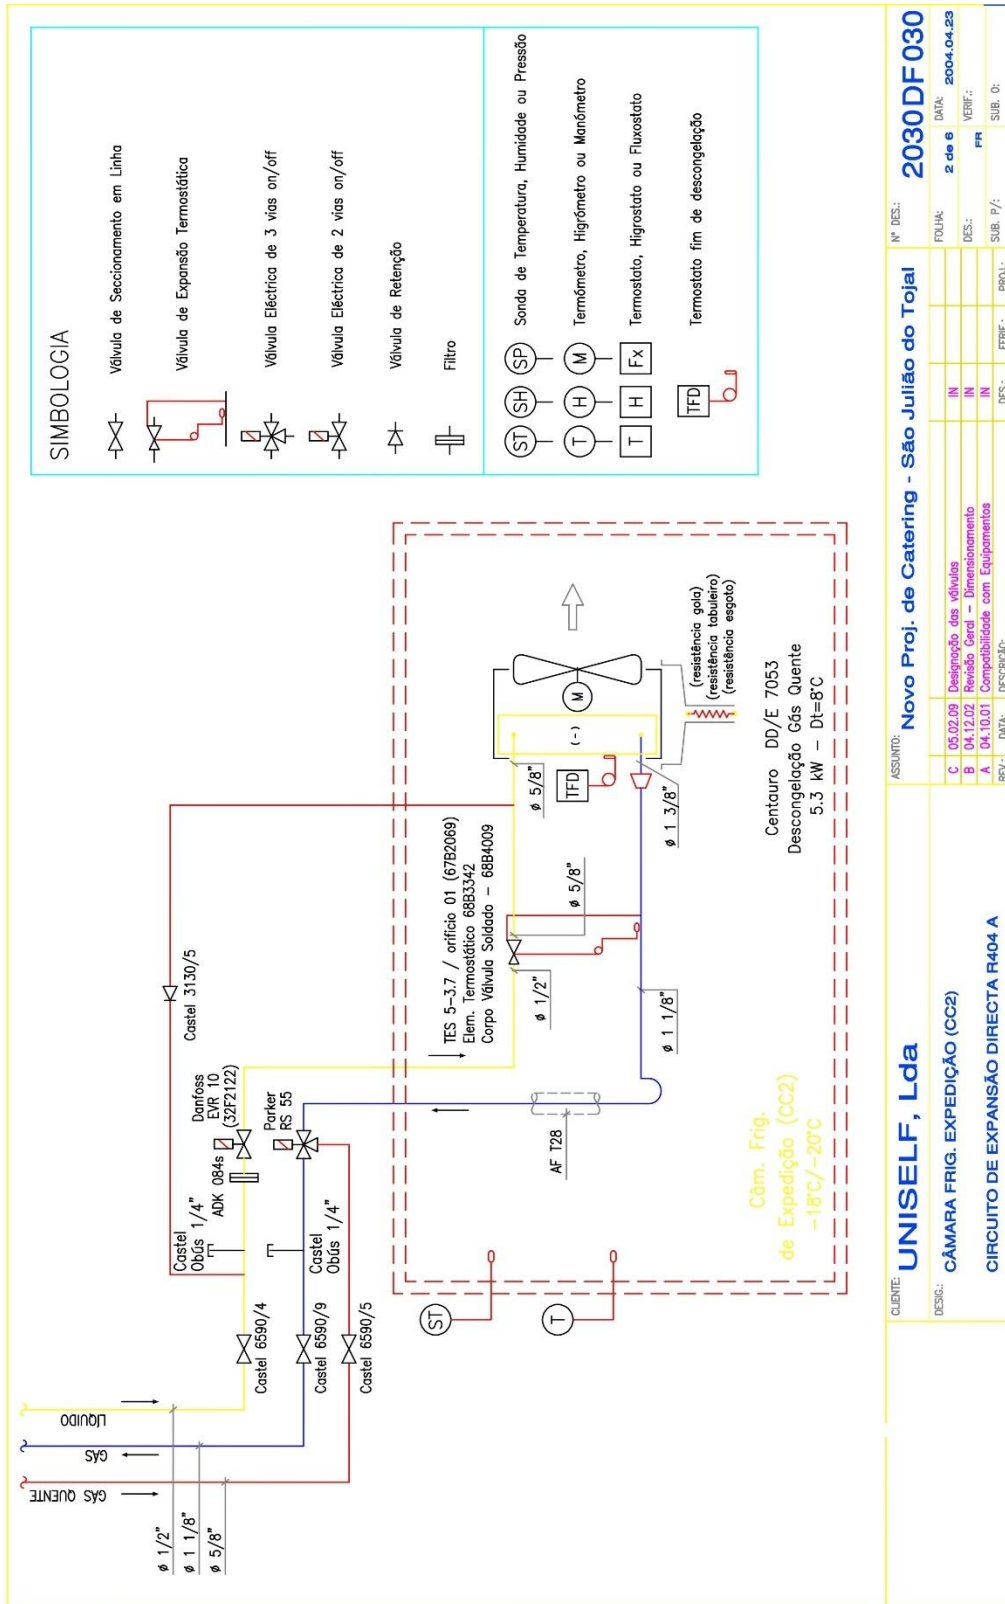 SIMBOLOGIA
Válvula de Seccionamento em Linha
Válvula de Expansão Termostática
Válvula Eléctrica de 3 vias on/off
Válvula Eléctrica de 2 vias on/off
Válvula de Retenção
Filtro
ST SH SP Sonda de Temperatura, Humidade ou Pressão
T H M Termómetro, Higrómetro ou Manómetro
T H Fx Termostato, Higrostato ou Fluxostato
TFD Termostato fim de descongelação
LÍQUIDO
GÁS
GÁS QUENTE
ø 1/2"
ø 1 1/8"
ø 5/8"
Castel 6590/4
Castel 6590/9
Castel 6590/5
Castel
Obús 1/4"
Castel
Obús 1/4"
ADK 084s
Danfoss
EVR 10
(32F2122)
Parker
RS 55
Castel 3130/5
TES 5-3.7 / orifício 01 (67B2069)
Elem. Termostático 68B3342
Corpo Válvula Soldado - 68B4009
ø 1/2"
ø 5/8"
ø 5/8"
ø 1 1/8"
ø 1 3/8"
AF T28
TFD
(-)
M
ST
T
(resistência gola)
(resistência tabuleiro)
(resistência esgoto)
Centauro DD/E 7053
Descongelação Gás Quente
5.3 kW - Dt=8°C
Câm. Frig.
de Expedição (CC2)
-18°C/-20°C
CLIENTE: UNISELF, Lda
DESIG.: CÂMARA FRIG. EXPEDIÇÃO (CC2)
CIRCUITO DE EXPANSÃO DIRECTA R404 A
ASSUNTO: Novo Proj. de Catering - São Julião do Tojal
C 05.02.09 Designação das válvulas IN
B 04.12.02 Revisão Geral - Dimensionamento IN
A 04.10.01 Compatibilidade com Equipamentos IN
REV.: DATA: DESCRIÇÃO: DES.: FERIF.: PROJ.:
Nº DES.: 2030DF030
FOLHA: 2 de 6 DATA: 2004.04.23
DES.: FR VERIF.:
SUB. P/: SUB. O: